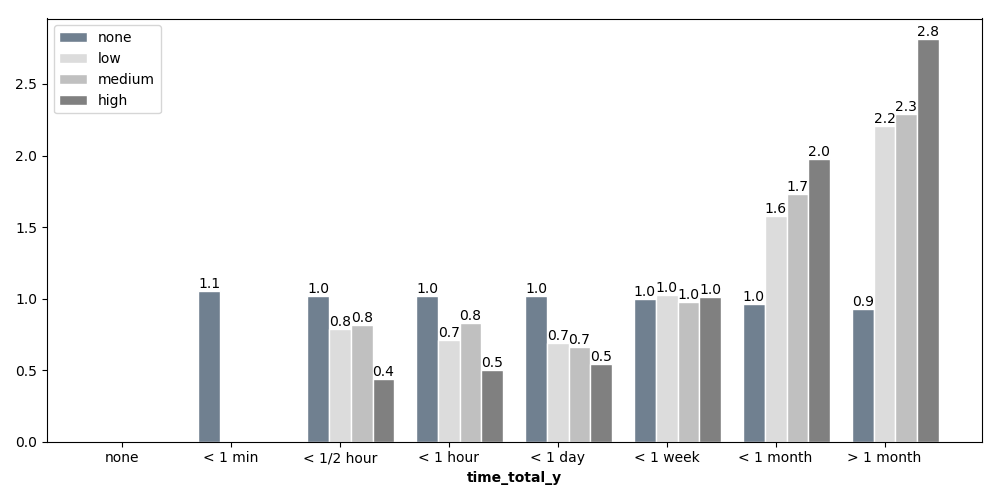 none
low
medium
high
2.5
2.0
1.5
1.0
0.5
0.0
1.1
1.0
0.8
0.8
0.4
1.0
0.7
0.8
0.5
1.0
0.7
0.7
0.5
1.0
1.0
1.0
1.0
1.0
1.6
1.7
2.0
0.9
2.2
2.3
2.8
none
< 1 min
< 1/2 hour
< 1 hour
< 1 day
< 1 week
< 1 month
> 1 month
time_total_y